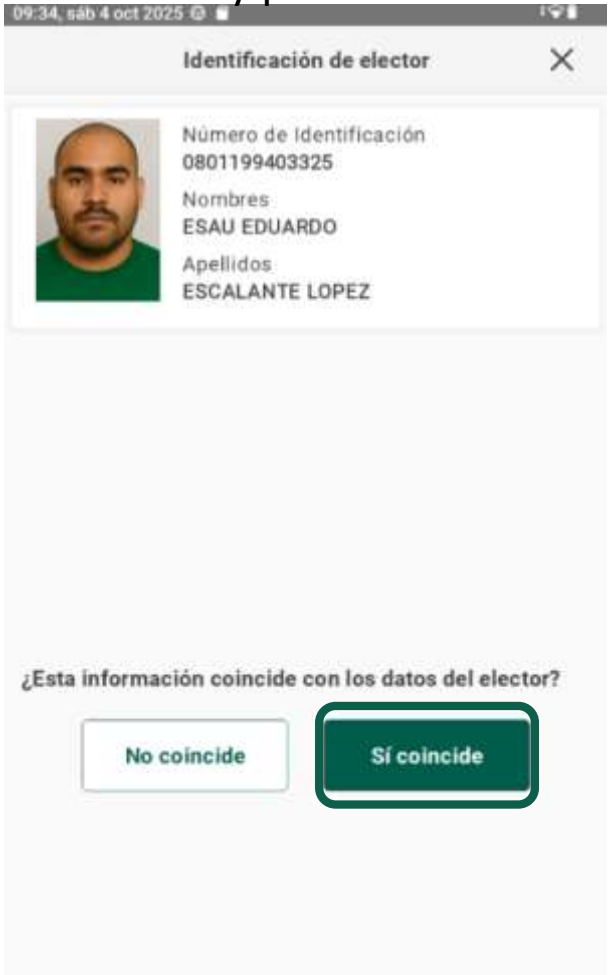 09:34, sáb 4 oct 2025
Identificación de elector
Número de Identificación
0801199403325
Nombres
ESAU EDUARDO
Apellidos
ESCALANTE LOPEZ
¿Esta información coincide con los datos del elector?
No coincide
Sí coincide